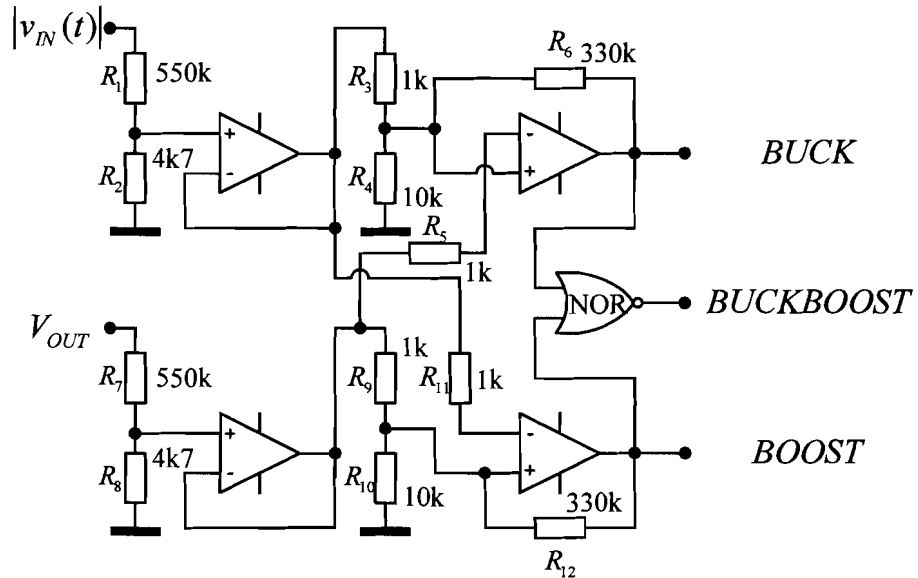 |v_IN(t)|
R1 550k
R2 4k7
+
-
R3 1k
R4 10k
R5 1k
R6 330k
-
+
BUCK
NOR
BUCKBOOST
V_OUT
R7 550k
R8 4k7
+
-
R9 1k
R10 10k
R11 1k
-
+
BOOST
330k
R12